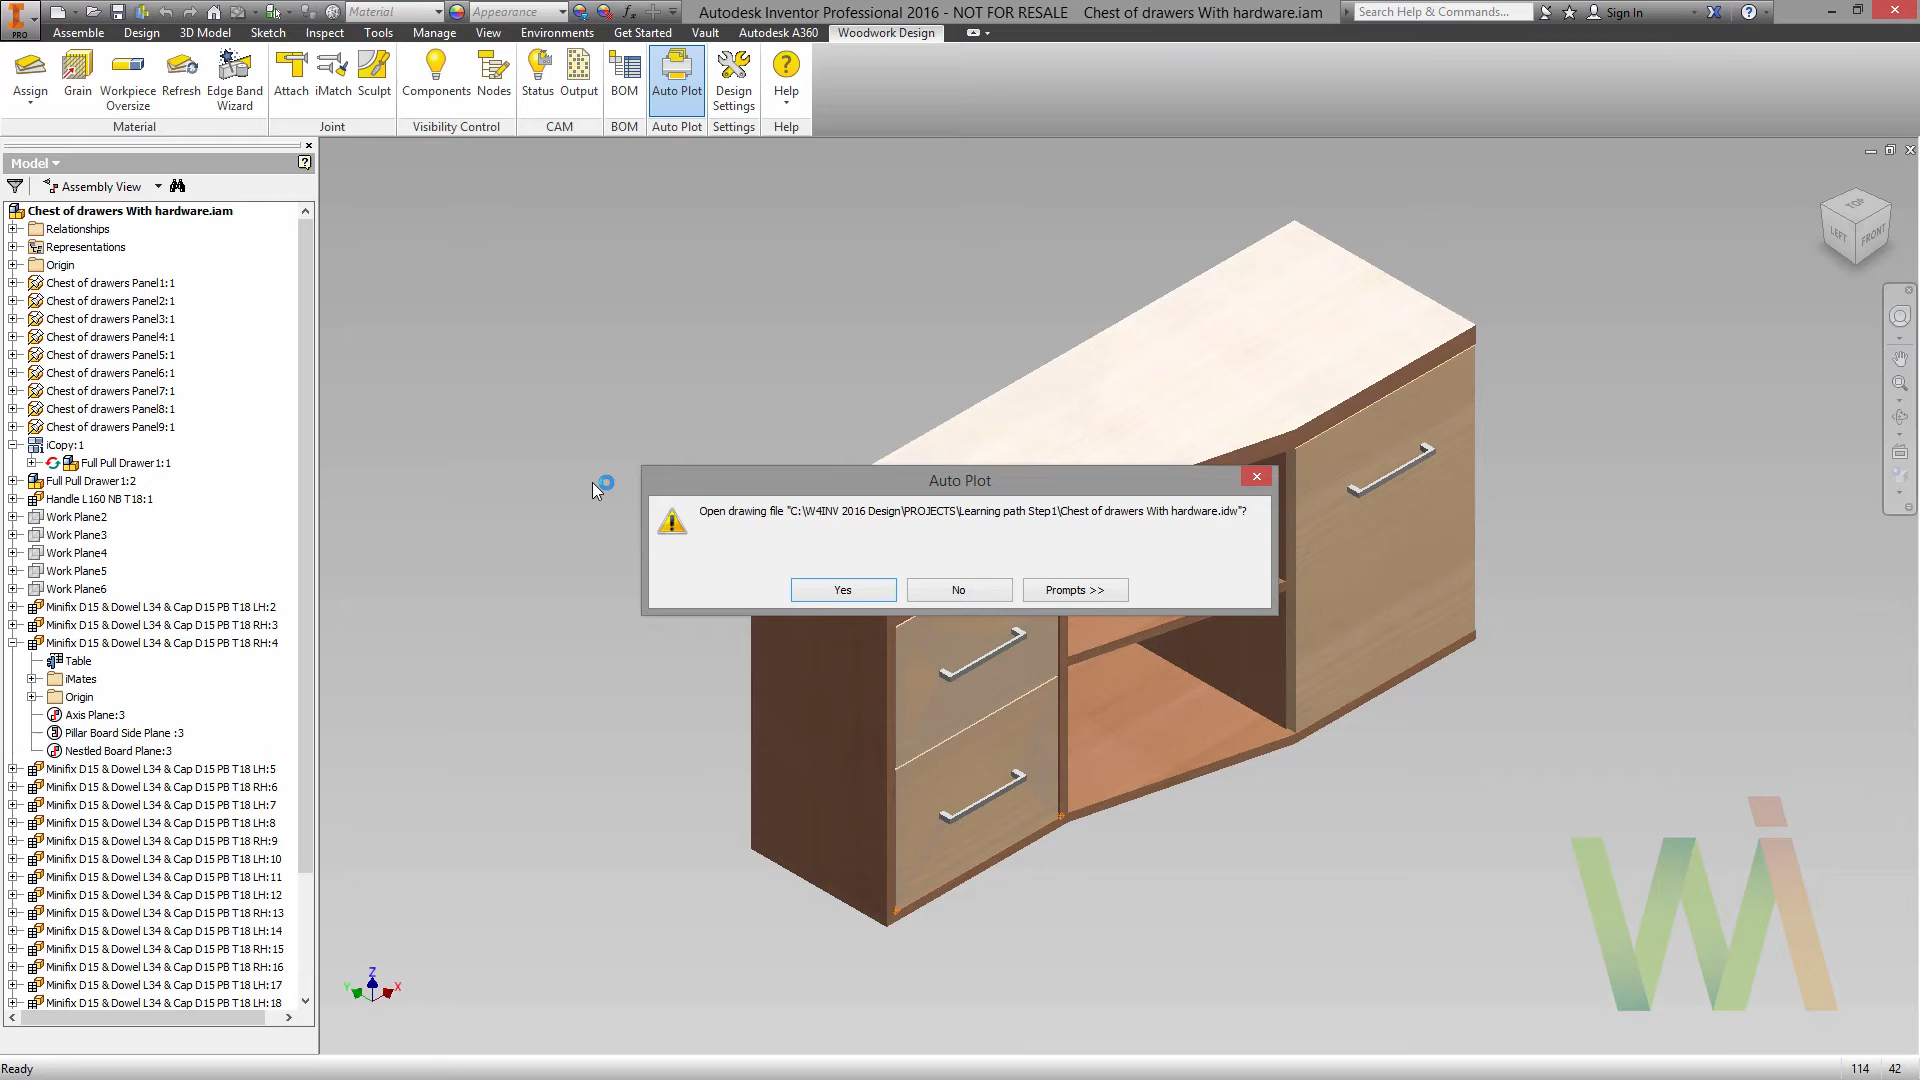 Material
Appearance
Autodesk Inventor Professional 2016 - NOT FOR RESALE Chest of drawers With hardware.iam
Search Help & Commands...
Sign In
PRO
Assemble Design 3D Model Sketch Inspect Tools Manage View Environments Get Started Vault Autodesk A360 Woodwork Design
Assign Grain Workpiece Oversize Refresh Edge Band Wizard Attach iMatch Sculpt Components Nodes Status Output BOM Auto Plot Design Settings Help
Material Joint Visibility Control CAM BOM Auto Plot Settings Help
Model
Assembly View
Chest of drawers With hardware.iam
Relationships
Representations
Origin
Chest of drawers Panel1:1
Chest of drawers Panel2:1
Chest of drawers Panel3:1
Chest of drawers Panel4:1
Chest of drawers Panel5:1
Chest of drawers Panel6:1
Chest of drawers Panel7:1
Chest of drawers Panel8:1
Chest of drawers Panel9:1
iCopy:1
Full Pull Drawer1:1
Full Pull Drawer1:2
Handle L160 NB T18:1
Work Plane2
Work Plane3
Work Plane4
Work Plane5
Work Plane6
Minifix D15 & Dowel L34 & Cap D15 PB T18 LH:2
Minifix D15 & Dowel L34 & Cap D15 PB T18 RH:3
Minifix D15 & Dowel L34 & Cap D15 PB T18 RH:4
Table
iMates
Origin
Axis Plane:3
Pillar Board Side Plane :3
Nestled Board Plane:3
Minifix D15 & Dowel L34 & Cap D15 PB T18 LH:5
Minifix D15 & Dowel L34 & Cap D15 PB T18 RH:6
Minifix D15 & Dowel L34 & Cap D15 PB T18 LH:7
Minifix D15 & Dowel L34 & Cap D15 PB T18 LH:8
Minifix D15 & Dowel L34 & Cap D15 PB T18 RH:9
Minifix D15 & Dowel L34 & Cap D15 PB T18 LH:10
Minifix D15 & Dowel L34 & Cap D15 PB T18 LH:11
Minifix D15 & Dowel L34 & Cap D15 PB T18 LH:12
Minifix D15 & Dowel L34 & Cap D15 PB T18 RH:13
Minifix D15 & Dowel L34 & Cap D15 PB T18 LH:14
Minifix D15 & Dowel L34 & Cap D15 PB T18 RH:15
Minifix D15 & Dowel L34 & Cap D15 PB T18 RH:16
Minifix D15 & Dowel L34 & Cap D15 PB T18 LH:17
Minifix D15 & Dowel L34 & Cap D15 PB T18 LH:18
TOP
LEFT FRONT
Auto Plot
Open drawing file "C:\W4INV 2016 Design\PROJECTS\Learning path Step1\Chest of drawers With hardware.idw"?
Yes No Prompts >>
Z
Y X
Wi
Ready
114 42